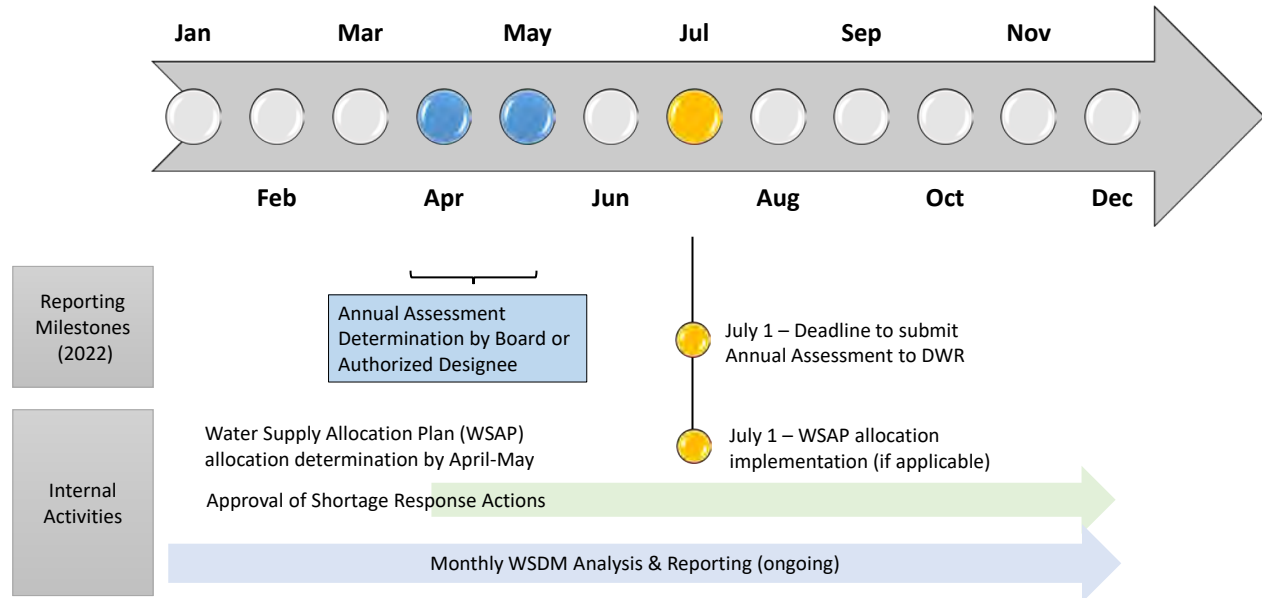 Jan Mar May Jul Sep Nov
Feb Apr Jun Aug Oct Dec
Reporting
Milestones
(2022)
Annual Assessment
Determination by Board or
Authorized Designee
July 1 – Deadline to submit
Annual Assessment to DWR
Internal
Activities
Water Supply Allocation Plan (WSAP)
allocation determination by April-May
July 1 – WSAP allocation
implementation (if applicable)
Approval of Shortage Response Actions
Monthly WSDM Analysis & Reporting (ongoing)